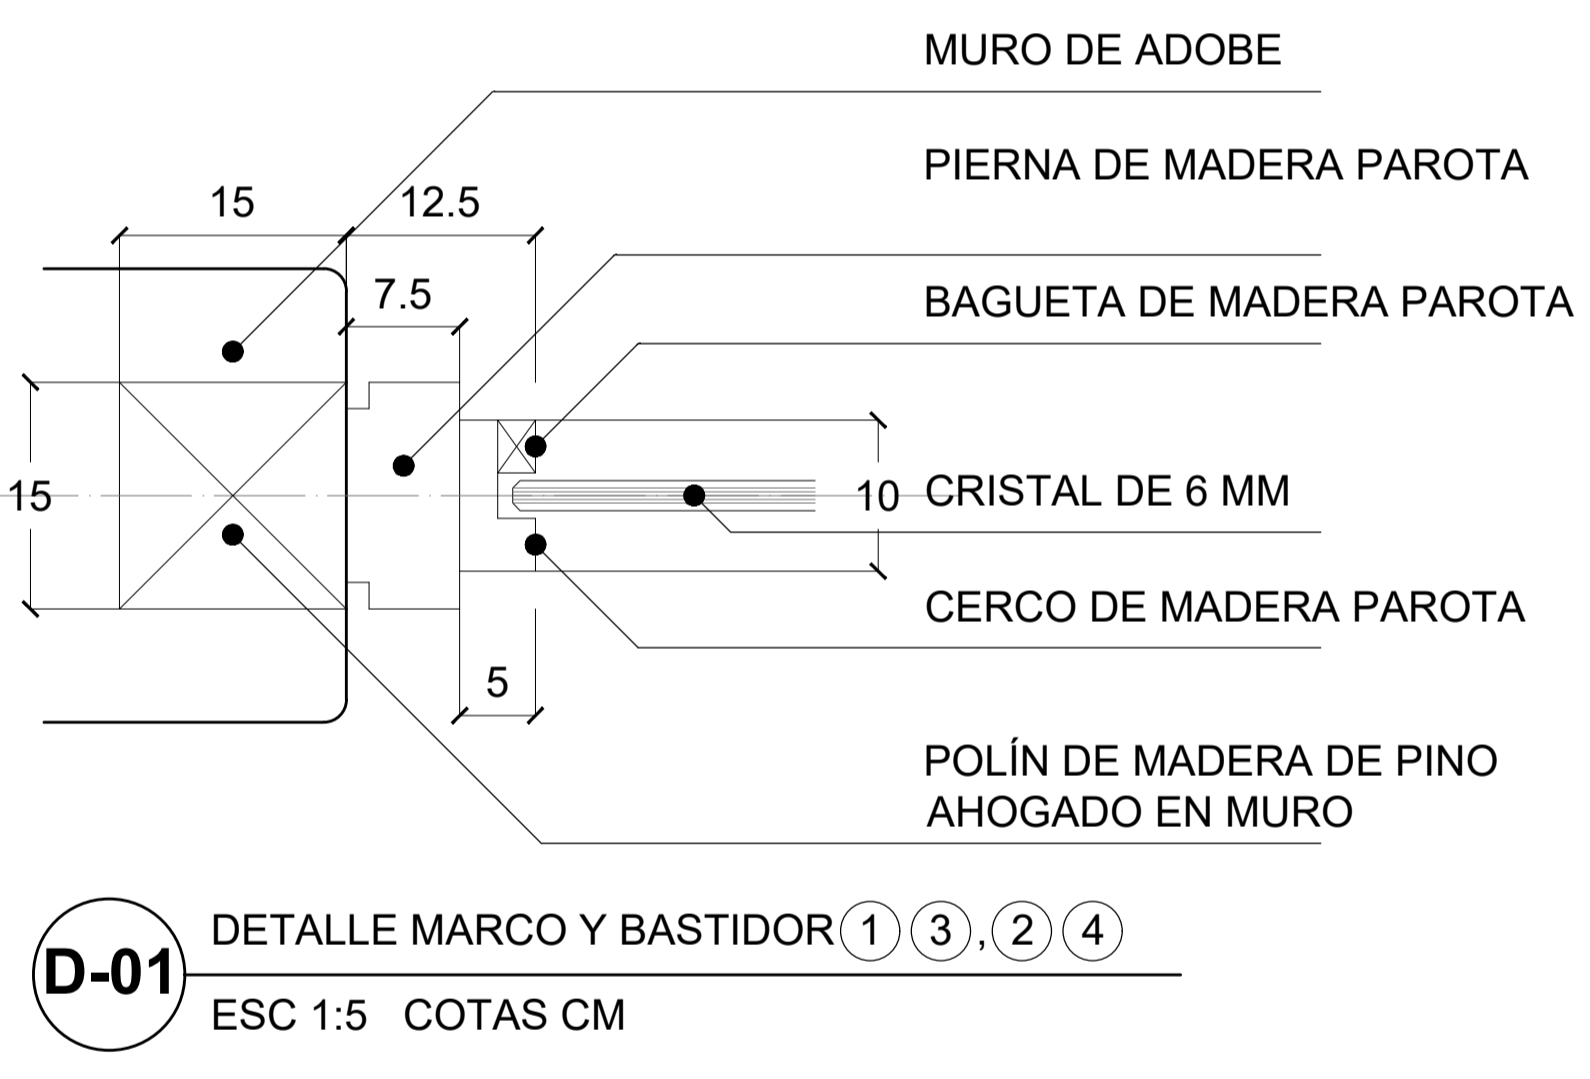 MURO DE ADOBE
PIERNA DE MADERA PAROTA
15
12.5
7.5
BAGUETA DE MADERA PAROTA
15
10
CRISTAL DE 6 MM
CERCO DE MADERA PAROTA
5
POLÍN DE MADERA DE PINO
AHOGADO EN MURO
D-01
DETALLE MARCO Y BASTIDOR 1 3 , 2 4
ESC 1:5 COTAS CM